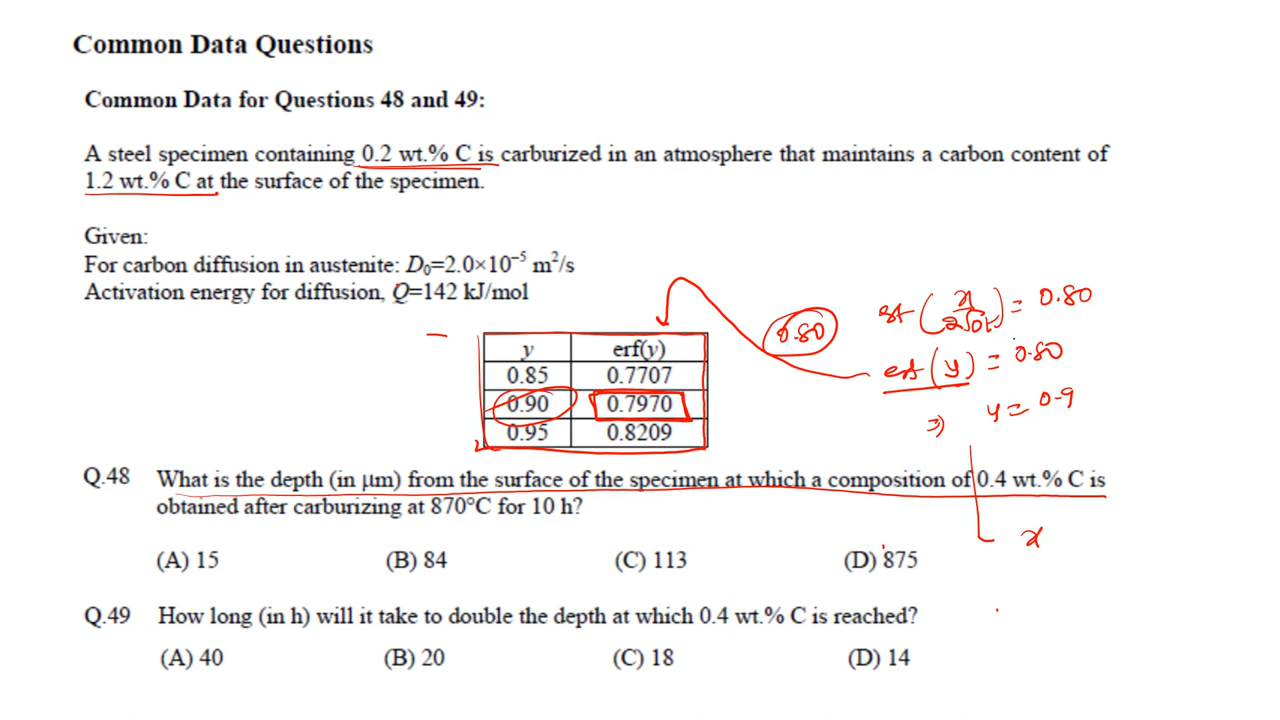 Common Data Questions
Common Data for Questions 48 and 49:
A steel specimen containing 0.2 wt.% C is carburized in an atmosphere that maintains a carbon content of
1.2 wt.% C at the surface of the specimen.
Given:
For carbon diffusion in austenite: D₀=2.0×10⁻⁵ m²/s
Activation energy for diffusion, Q=142 kJ/mol
0.80
erf(x/2√Dt) = 0.80
erf(y) = 0.80
⇒ y = 0.9
y erf(y)
0.85 0.7707
0.90 0.7970
0.95 0.8209
Q.48 What is the depth (in μm) from the surface of the specimen at which a composition of 0.4 wt.% C is
obtained after carburizing at 870°C for 10 h?
x
(A) 15 (B) 84 (C) 113 (D) 875
Q.49 How long (in h) will it take to double the depth at which 0.4 wt.% C is reached?
(A) 40 (B) 20 (C) 18 (D) 14